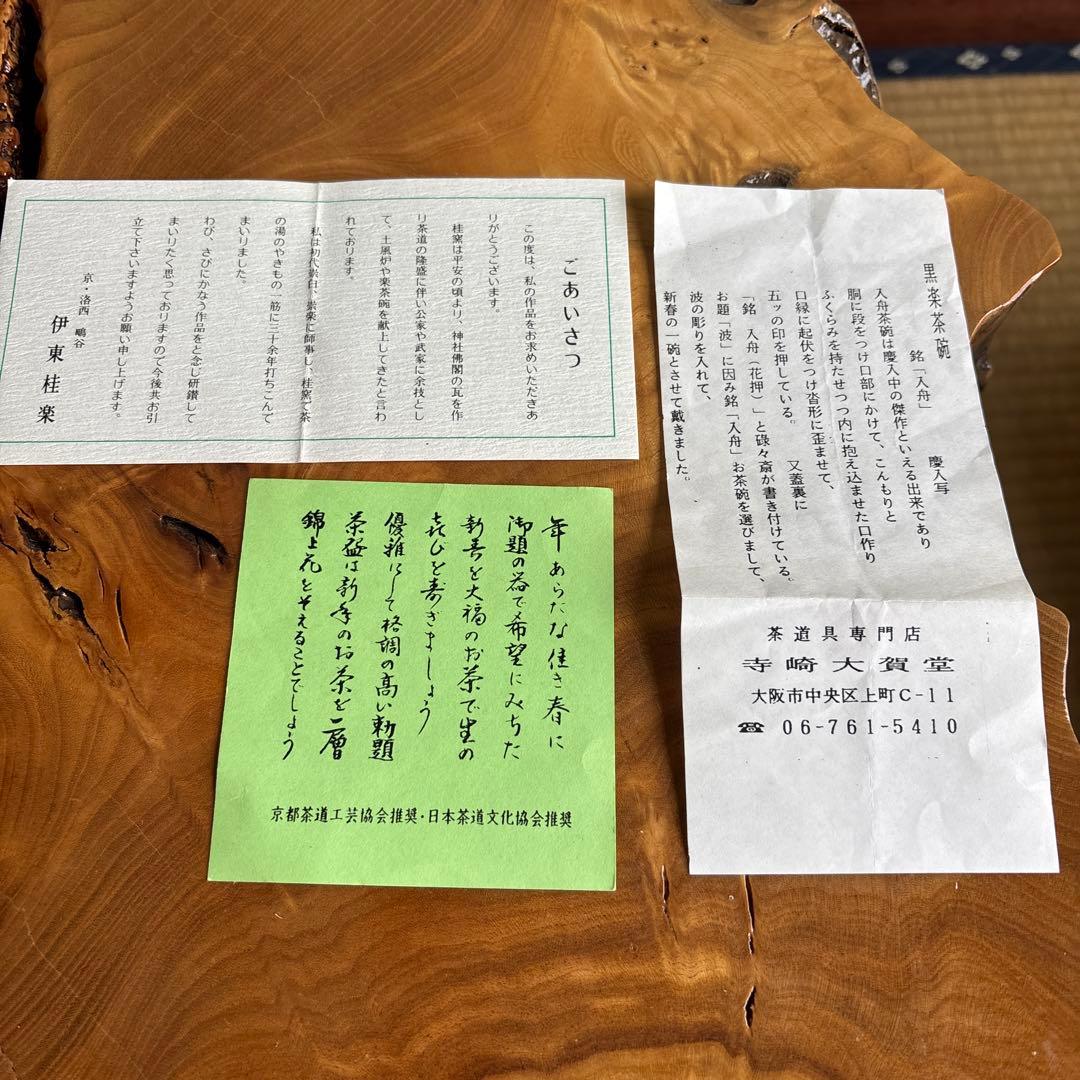 ごあいさつ
この度は、私の作品をお求めいただきあ
りがとうございます。
桂窯は平安の頃より、神社佛閣の瓦を作
り茶道の隆盛に伴い公家や武家に余技とし
て、土風炉や楽茶碗を献上してきたと言わ
れております。
私は初代崇白、崇楽に師事し、桂窯で茶
の湯のやきもの一筋に三十余年打ちこんで
まいりました。
わび、さびにかなう作品をと念じ研鑽して
まいりたく思っておりますので今後共お引
立て下さいますようお願い申し上げます。
京・洛西 鴫谷
伊東桂楽
黒楽茶碗
銘「入舟」 慶入写
入舟茶碗は慶入中の傑作といえる出来であり
胴に段をつけ口部にかけて、こんもりと
ふくらみを持たせつつ内に抱え込ませた口作り
口縁に起伏をつけ沓形に歪ませて、
五ッの印を押している。 又蓋裏に
「銘 入舟(花押)」と碌々斎が書き付けている。
お題「波」に因み銘「入舟」お茶碗を選びまして、
波の彫りを入れて、
新春の一碗とさせて戴きました。
茶道具専門店
寺崎大賀堂
大阪市中央区上町C-11
☎ 06-761-5410
年あらたな佳き春に
御題の器で希望にみちた
新春を大福のお茶で生の
喜びを寿ぎましょう
優雅にして格調の高い勅題
茶盌は新年のお茶を一層
錦上花をそえることでしょう
京都茶道工芸協会推奨・日本茶道文化協会推奨